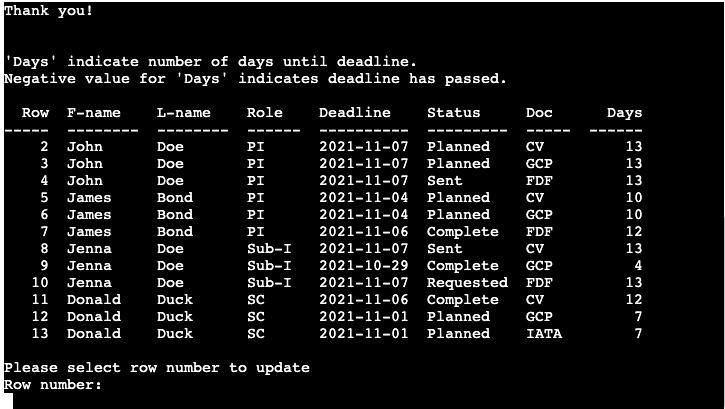 Thank you!
'Days' indicate number of days until deadline.
Negative value for 'Days' indicates deadline has passed.
Row  F-name    L-name    Role    Deadline    Status     Doc      Days
-----  --------  --------  ------  ----------  ---------  -----  ------
2  John      Doe       PI      2021-11-07  Planned    CV         13
3  John      Doe       PI      2021-11-07  Planned    GCP        13
4  John      Doe       PI      2021-11-07  Sent       FDF        13
5  James     Bond      PI      2021-11-04  Planned    CV         10
6  James     Bond      PI      2021-11-04  Planned    GCP        10
7  James     Bond      PI      2021-11-06  Complete   FDF        12
8  Jenna     Doe       Sub-I   2021-11-07  Sent       CV         13
9  Jenna     Doe       Sub-I   2021-10-29  Complete   GCP         4
10  Jenna     Doe       Sub-I   2021-11-07  Requested  FDF        13
11  Donald    Duck      SC      2021-11-06  Complete   CV         12
12  Donald    Duck      SC      2021-11-01  Planned    GCP         7
13  Donald    Duck      SC      2021-11-01  Planned    IATA        7
Please select row number to update
Row number: